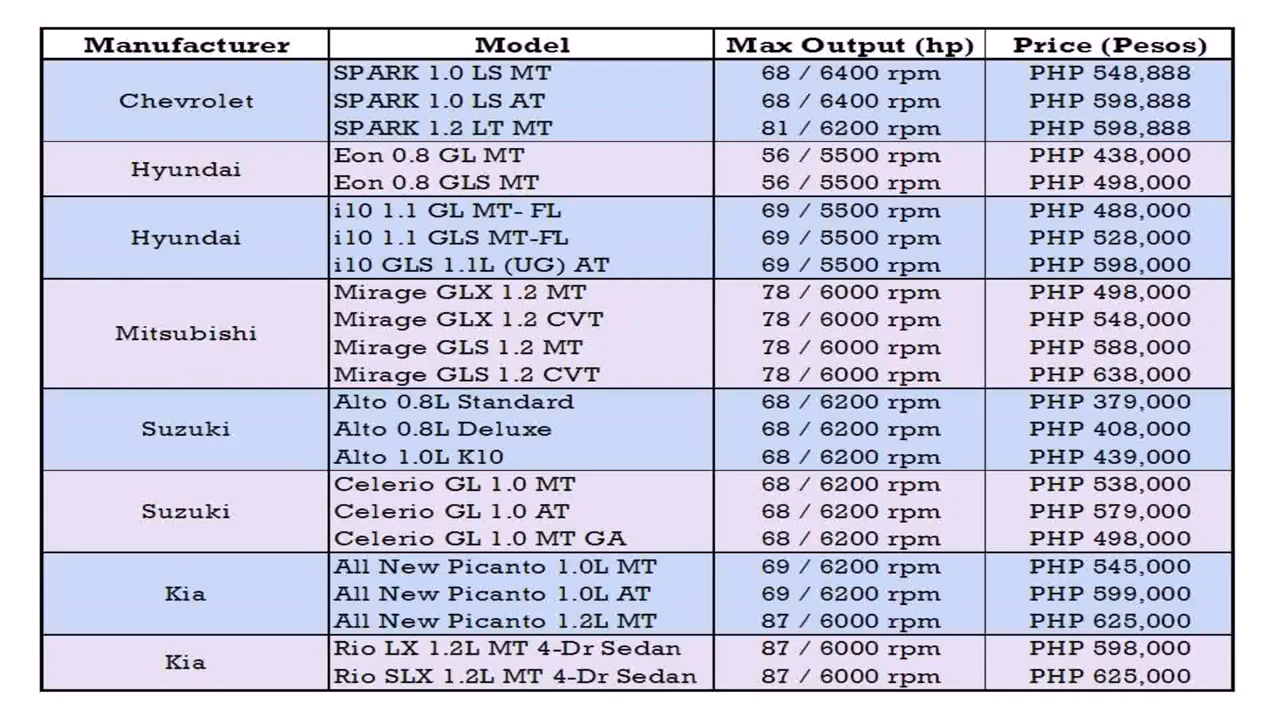 Manufacturer Model Max Output (hp) Price (Pesos)
Chevrolet
SPARK 1.0 LS MT 68 / 6400 rpm PHP 548,888
SPARK 1.0 LS AT 68 / 6400 rpm PHP 598,888
SPARK 1.2 LT MT 81 / 6200 rpm PHP 598,888
Hyundai
Eon 0.8 GL MT 56 / 5500 rpm PHP 438,000
Eon 0.8 GLS MT 56 / 5500 rpm PHP 498,000
Hyundai
i10 1.1 GL MT- FL 69 / 5500 rpm PHP 488,000
i10 1.1 GLS MT-FL 69 / 5500 rpm PHP 528,000
i10 GLS 1.1L (UG) AT 69 / 5500 rpm PHP 598,000
Mitsubishi
Mirage GLX 1.2 MT 78 / 6000 rpm PHP 498,000
Mirage GLX 1.2 CVT 78 / 6000 rpm PHP 548,000
Mirage GLS 1.2 MT 78 / 6000 rpm PHP 588,000
Mirage GLS 1.2 CVT 78 / 6000 rpm PHP 638,000
Suzuki
Alto 0.8L Standard 68 / 6200 rpm PHP 379,000
Alto 0.8L Deluxe 68 / 6200 rpm PHP 408,000
Alto 1.0L K10 68 / 6200 rpm PHP 439,000
Suzuki
Celerio GL 1.0 MT 68 / 6200 rpm PHP 538,000
Celerio GL 1.0 AT 68 / 6200 rpm PHP 579,000
Celerio GL 1.0 MT GA 68 / 6200 rpm PHP 498,000
Kia
All New Picanto 1.0L MT 69 / 6200 rpm PHP 545,000
All New Picanto 1.0L AT 69 / 6200 rpm PHP 599,000
All New Picanto 1.2L MT 87 / 6000 rpm PHP 625,000
Kia
Rio LX 1.2L MT 4-Dr Sedan 87 / 6000 rpm PHP 598,000
Rio SLX 1.2L MT 4-Dr Sedan 87 / 6000 rpm PHP 625,000